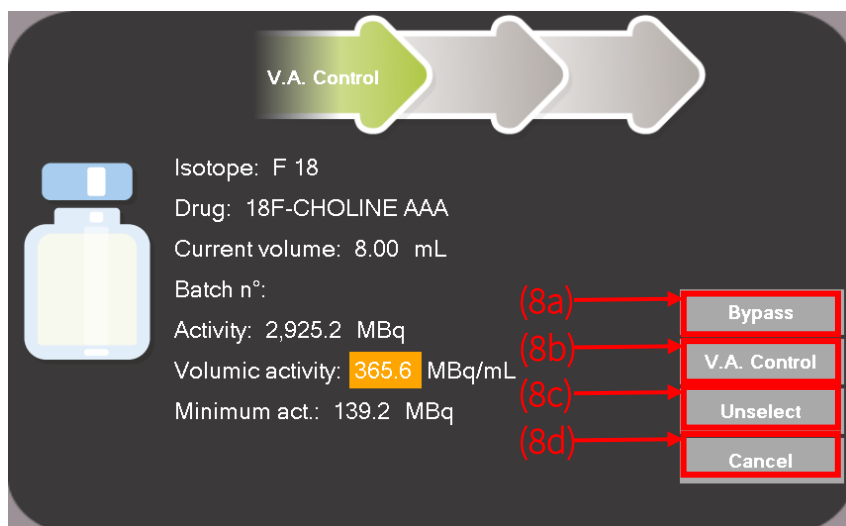 V.A. Control
Isotope: F 18
Drug: 18F-CHOLINE AAA
Current volume: 8.00 mL
Batch n°:
Activity: 2,925.2 MBq
Volumic activity: 365.6 MBq/mL
Minimum act.: 139.2 MBq
(8a) Bypass
(8b) V.A. Control
(8c) Unselect
(8d) Cancel